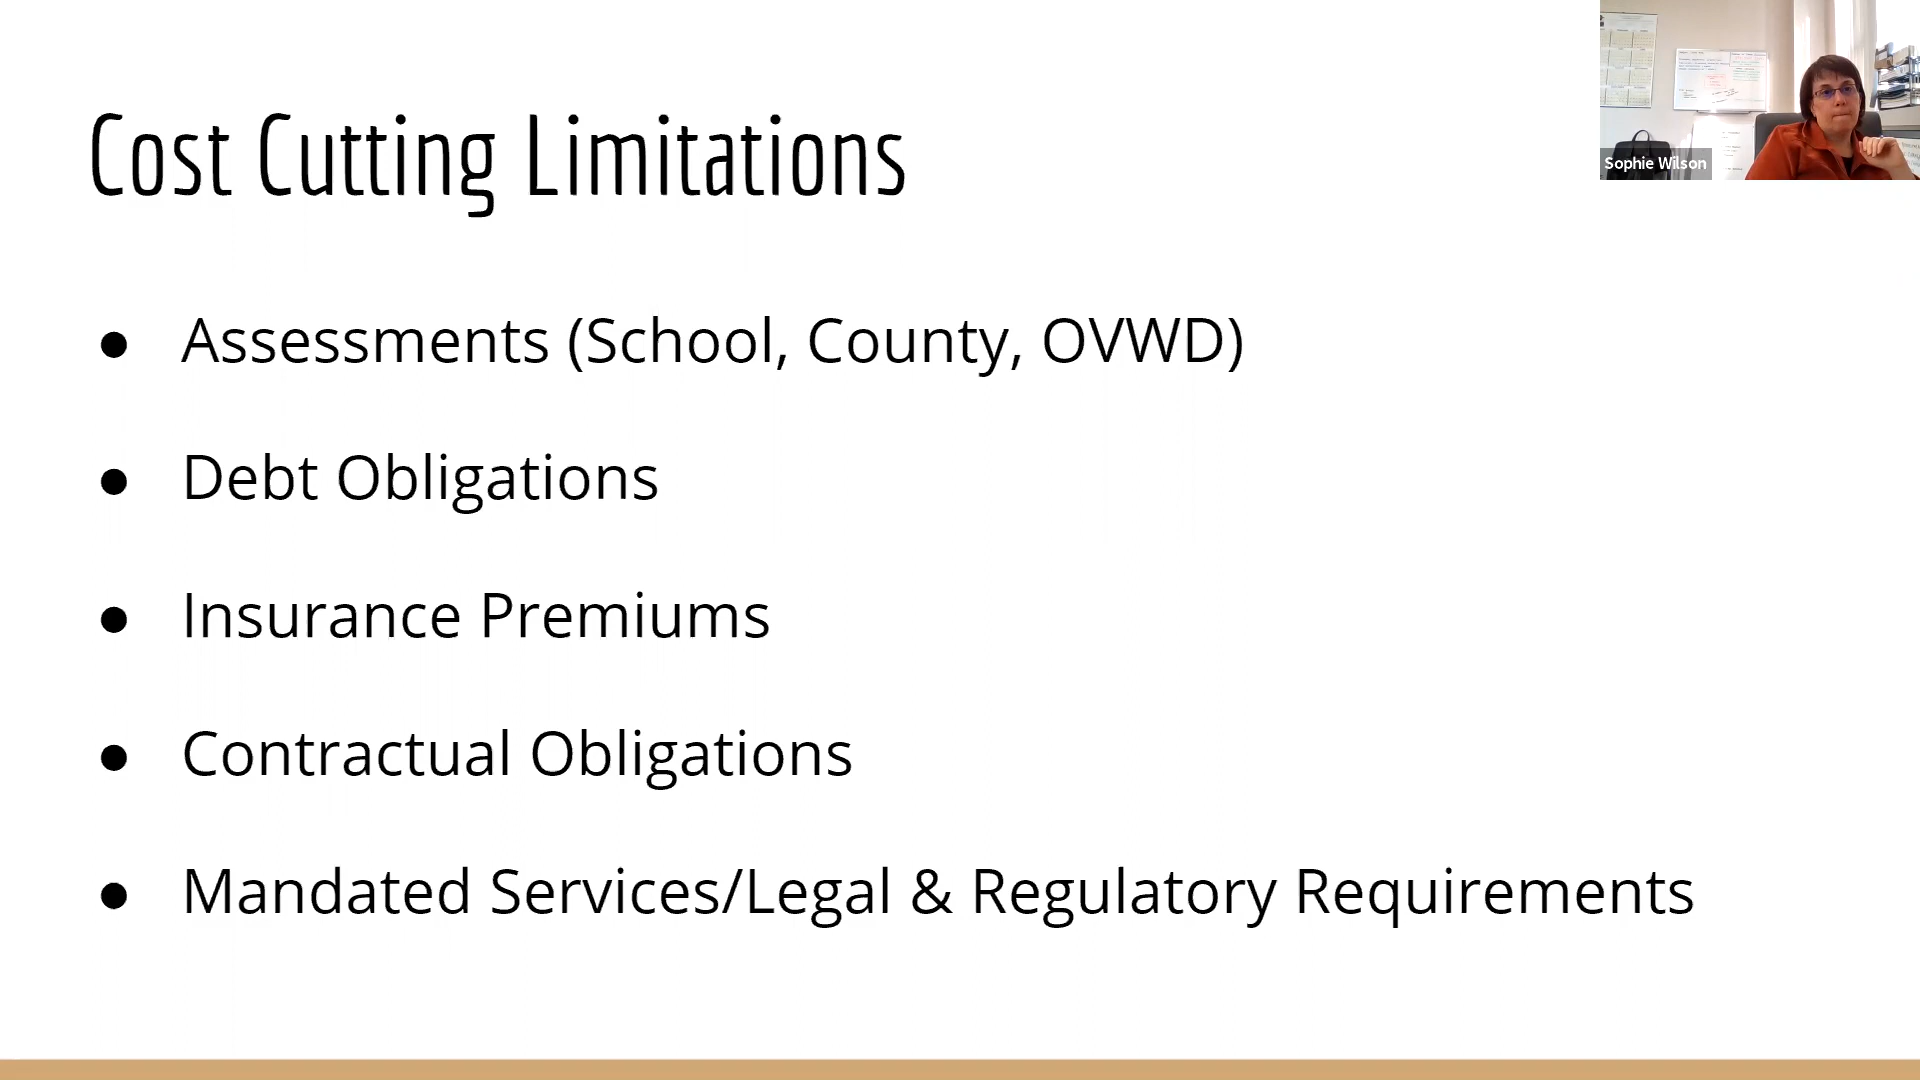 Cost Cutting Limitations
Sophie Wilson
● Assessments (School, County, OVWD)
● Debt Obligations
● Insurance Premiums
● Contractual Obligations
● Mandated Services/Legal & Regulatory Requirements